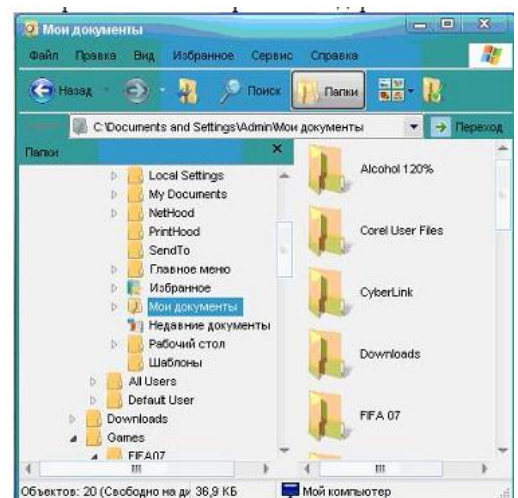 Мои документы
Файл Правка Вид Избранное Сервис Справка
Назад Поиск Папки
C:\Documents and Settings\Admin\Мои документы Переход
Папки
Local Settings
My Documents
NetHood
PrintHood
SendTo
Главное меню
Избранное
Мои документы
Недавние документы
Рабочий стол
Шаблоны
All Users
Default User
Downloads
Games
FIFA07
Alcohol 120%
Corel User Files
CyberLink
Downloads
FIFA 07
Объектов: 20 (Свободно на ди 36,9 КБ Мой компьютер